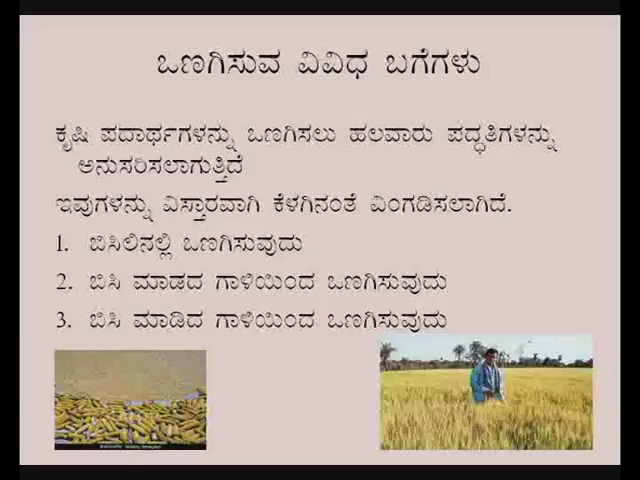 ಒಣಗಿಸುವ ವಿವಿಧ ಬಗೆಗಳು
ಕೃಷಿ ಪದಾರ್ಥಗಳನ್ನು ಒಣಗಿಸಲು ಹಲವಾರು ಪದ್ಧತಿಗಳನ್ನು
ಅನುಸರಿಸಲಾಗುತ್ತಿದೆ
ಇವುಗಳನ್ನು ವಿಸ್ತಾರವಾಗಿ ಕೆಳಗಿನಂತೆ ವಿಂಗಡಿಸಲಾಗಿದೆ.
1. ಬಿಸಿಲಿನಲ್ಲಿ ಒಣಗಿಸುವುದು
2. ಬಿಸಿ ಮಾಡದ ಗಾಳಿಯಿಂದ ಒಣಗಿಸುವುದು
3. ಬಿಸಿ ಮಾಡಿದ ಗಾಳಿಯಿಂದ ಒಣಗಿಸುವುದು